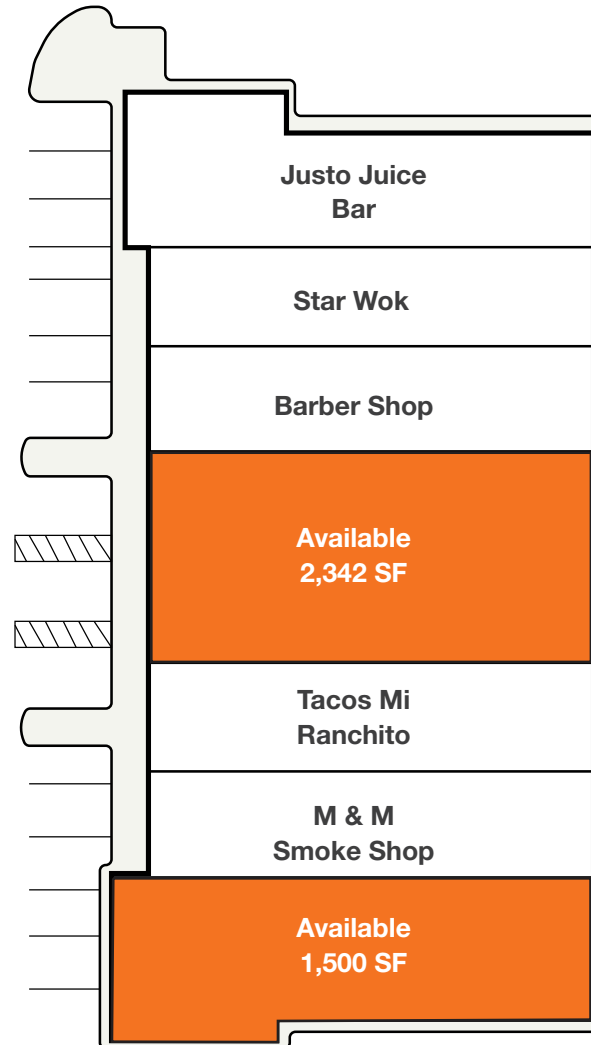 Justo Juice
Bar
Star Wok
Barber Shop
Available
2,342 SF
Tacos Mi
Ranchito
M & M
Smoke Shop
Available
1,500 SF